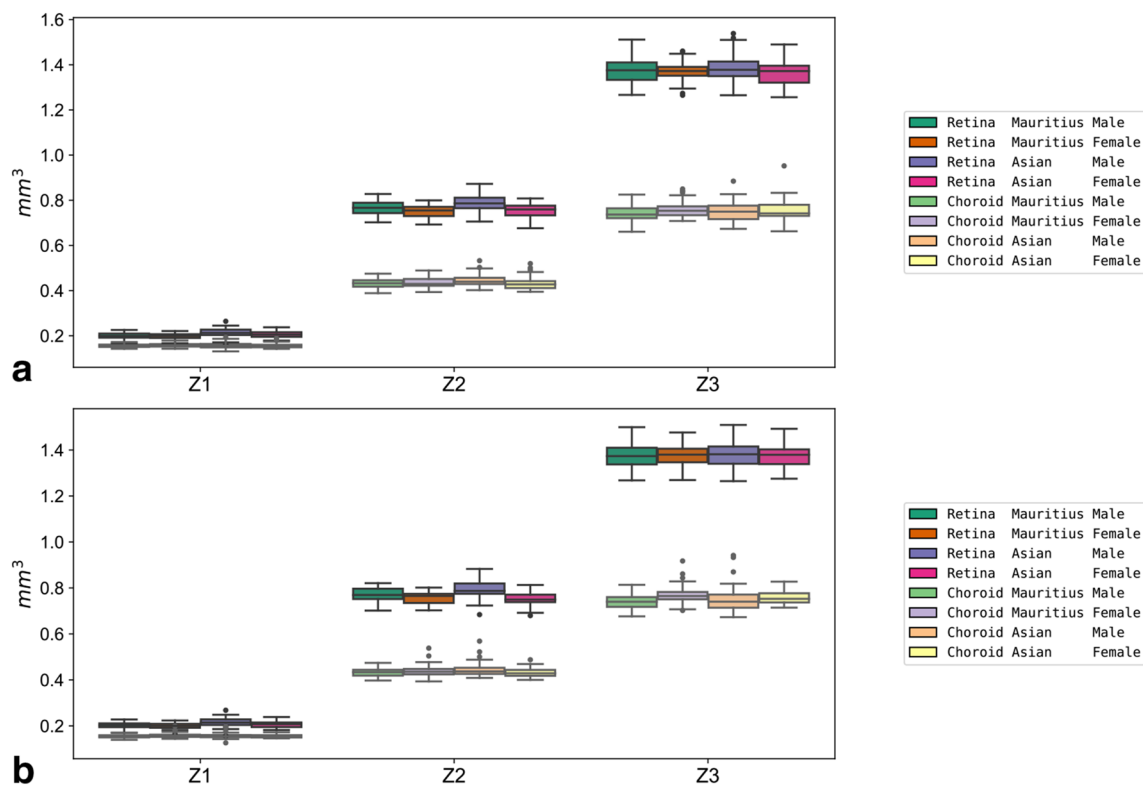 1.6
1.4
1.2
1.0
0.8
0.6
0.4
0.2
mm³
Z1 Z2 Z3
a
Retina Mauritius Male
Retina Mauritius Female
Retina Asian Male
Retina Asian Female
Choroid Mauritius Male
Choroid Mauritius Female
Choroid Asian Male
Choroid Asian Female
1.4
1.2
1.0
0.8
0.6
0.4
0.2
mm³
Z1 Z2 Z3
b
Retina Mauritius Male
Retina Mauritius Female
Retina Asian Male
Retina Asian Female
Choroid Mauritius Male
Choroid Mauritius Female
Choroid Asian Male
Choroid Asian Female